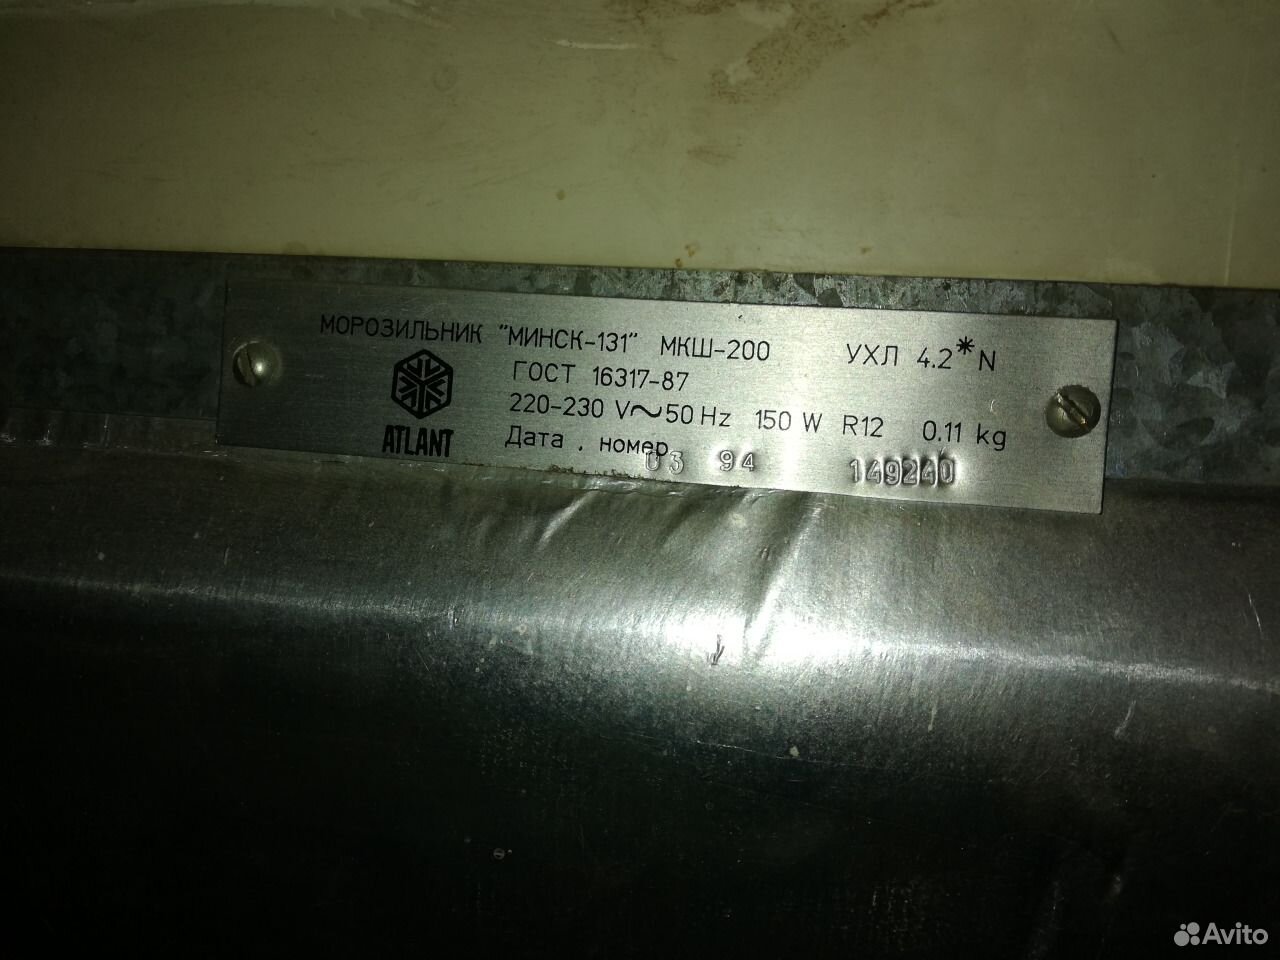 МОРОЗИЛЬНИК "МИНСК-131" МКШ-200 УХЛ 4.2*N
ГОСТ 16317-87
220-230 V~50 Hz 150 W R12 0.11 kg
ATLANT
Дата , номер 03 94 149240
Avito